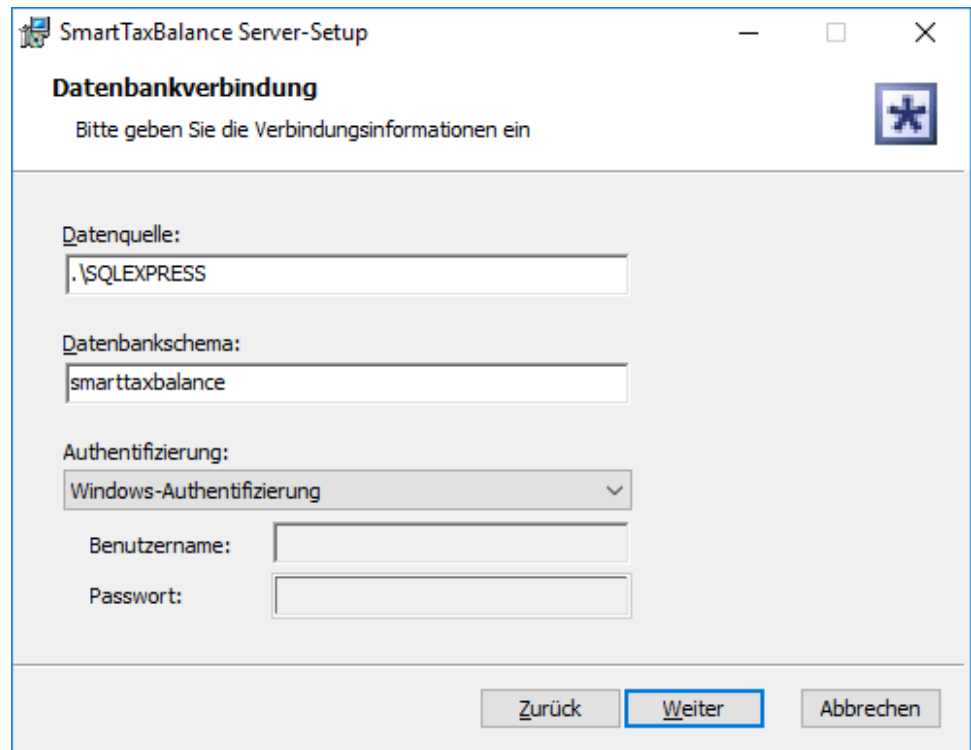 SmartTaxBalance Server-Setup
Datenbankverbindung
Bitte geben Sie die Verbindungsinformationen ein
Datenquelle:
.\SQLEXPRESS
Datenbankschema:
smarttaxbalance
Authentifizierung:
Windows-Authentifizierung
Benutzername:
Passwort:
Zurück Weiter Abbrechen